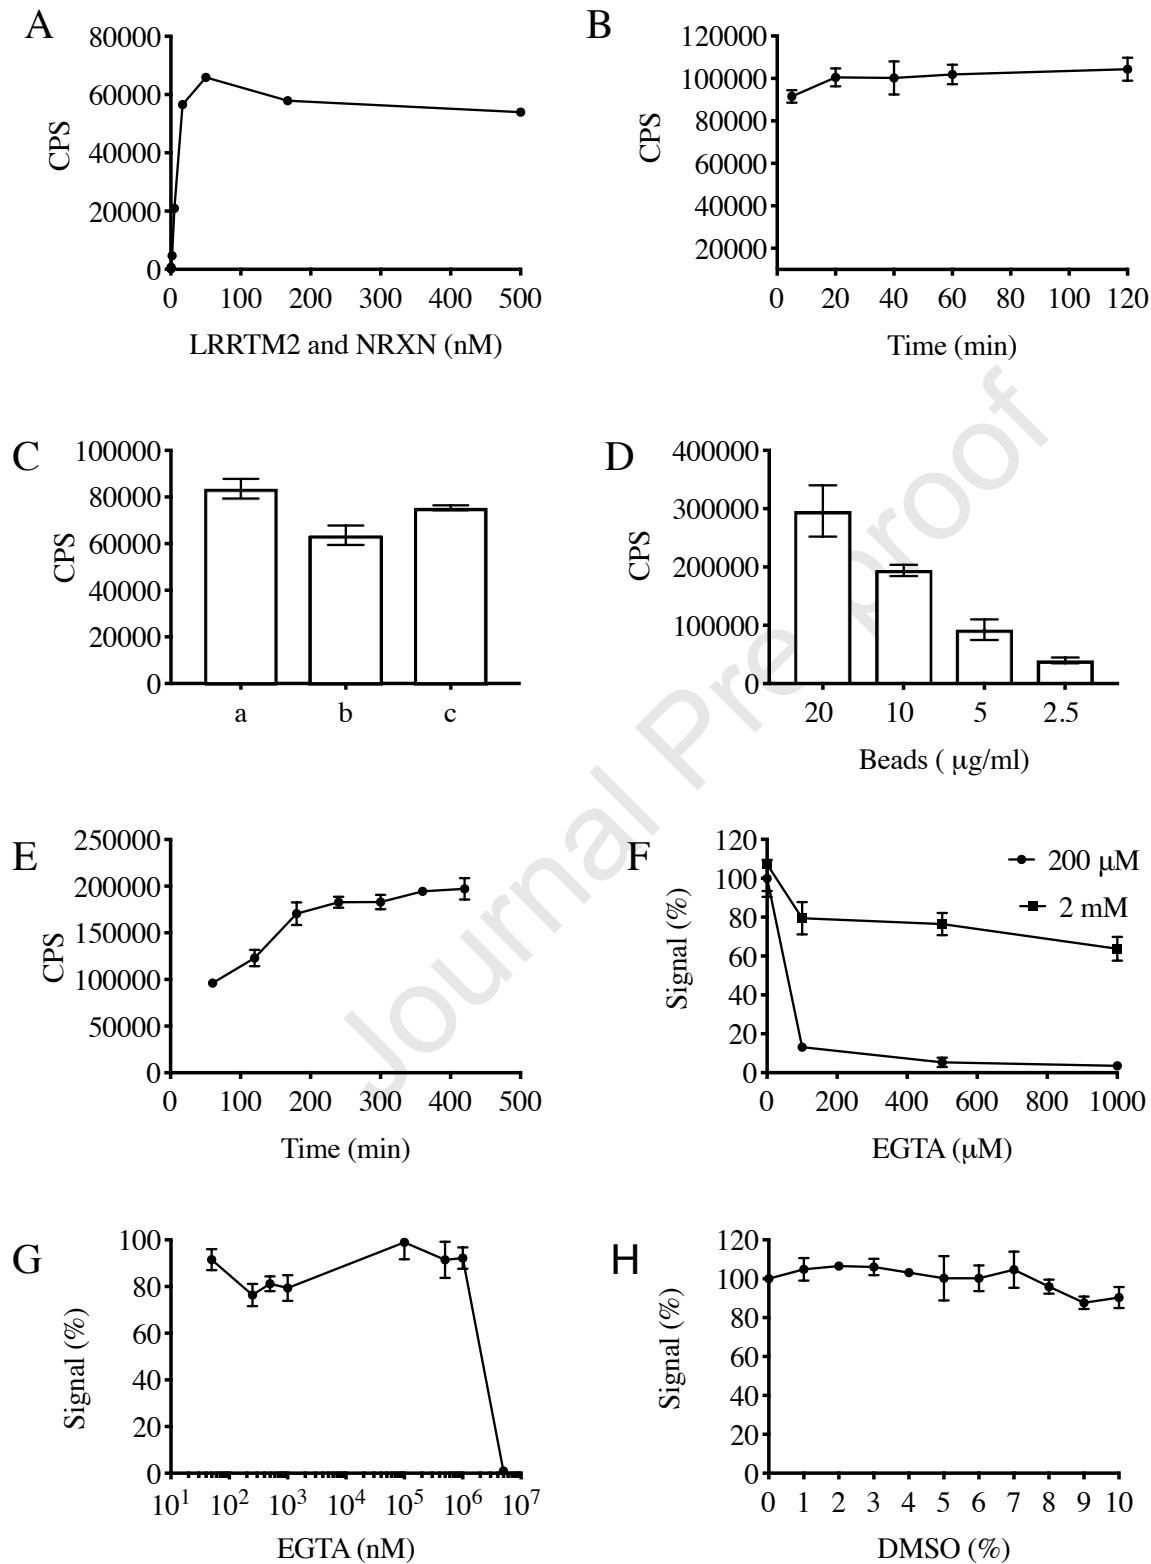 A
80000
60000
40000
20000
0
CPS
0 100 200 300 400 500
LRRTM2 and NRXN (nM)
B
120000
100000
80000
60000
40000
20000
CPS
0 20 40 60 80 100 120
Time (min)
C
100000
80000
60000
40000
20000
0
CPS
a b c
D
400000
300000
200000
100000
0
CPS
20 10 5 2.5
Beads ( μg/ml)
E
250000
200000
150000
100000
50000
0
CPS
0 100 200 300 400 500
Time (min)
F
120
100
80
60
40
20
0
Signal (%)
200 μM
2 mM
0 200 400 600 800 1000
EGTA (μM)
G
100
80
60
40
20
0
Signal (%)
10¹ 10² 10³ 10⁴ 10⁵ 10⁶ 10⁷
EGTA (nM)
H
120
100
80
60
40
20
0
Signal (%)
0 1 2 3 4 5 6 7 8 9 10
DMSO (%)
Journal Pre-proof